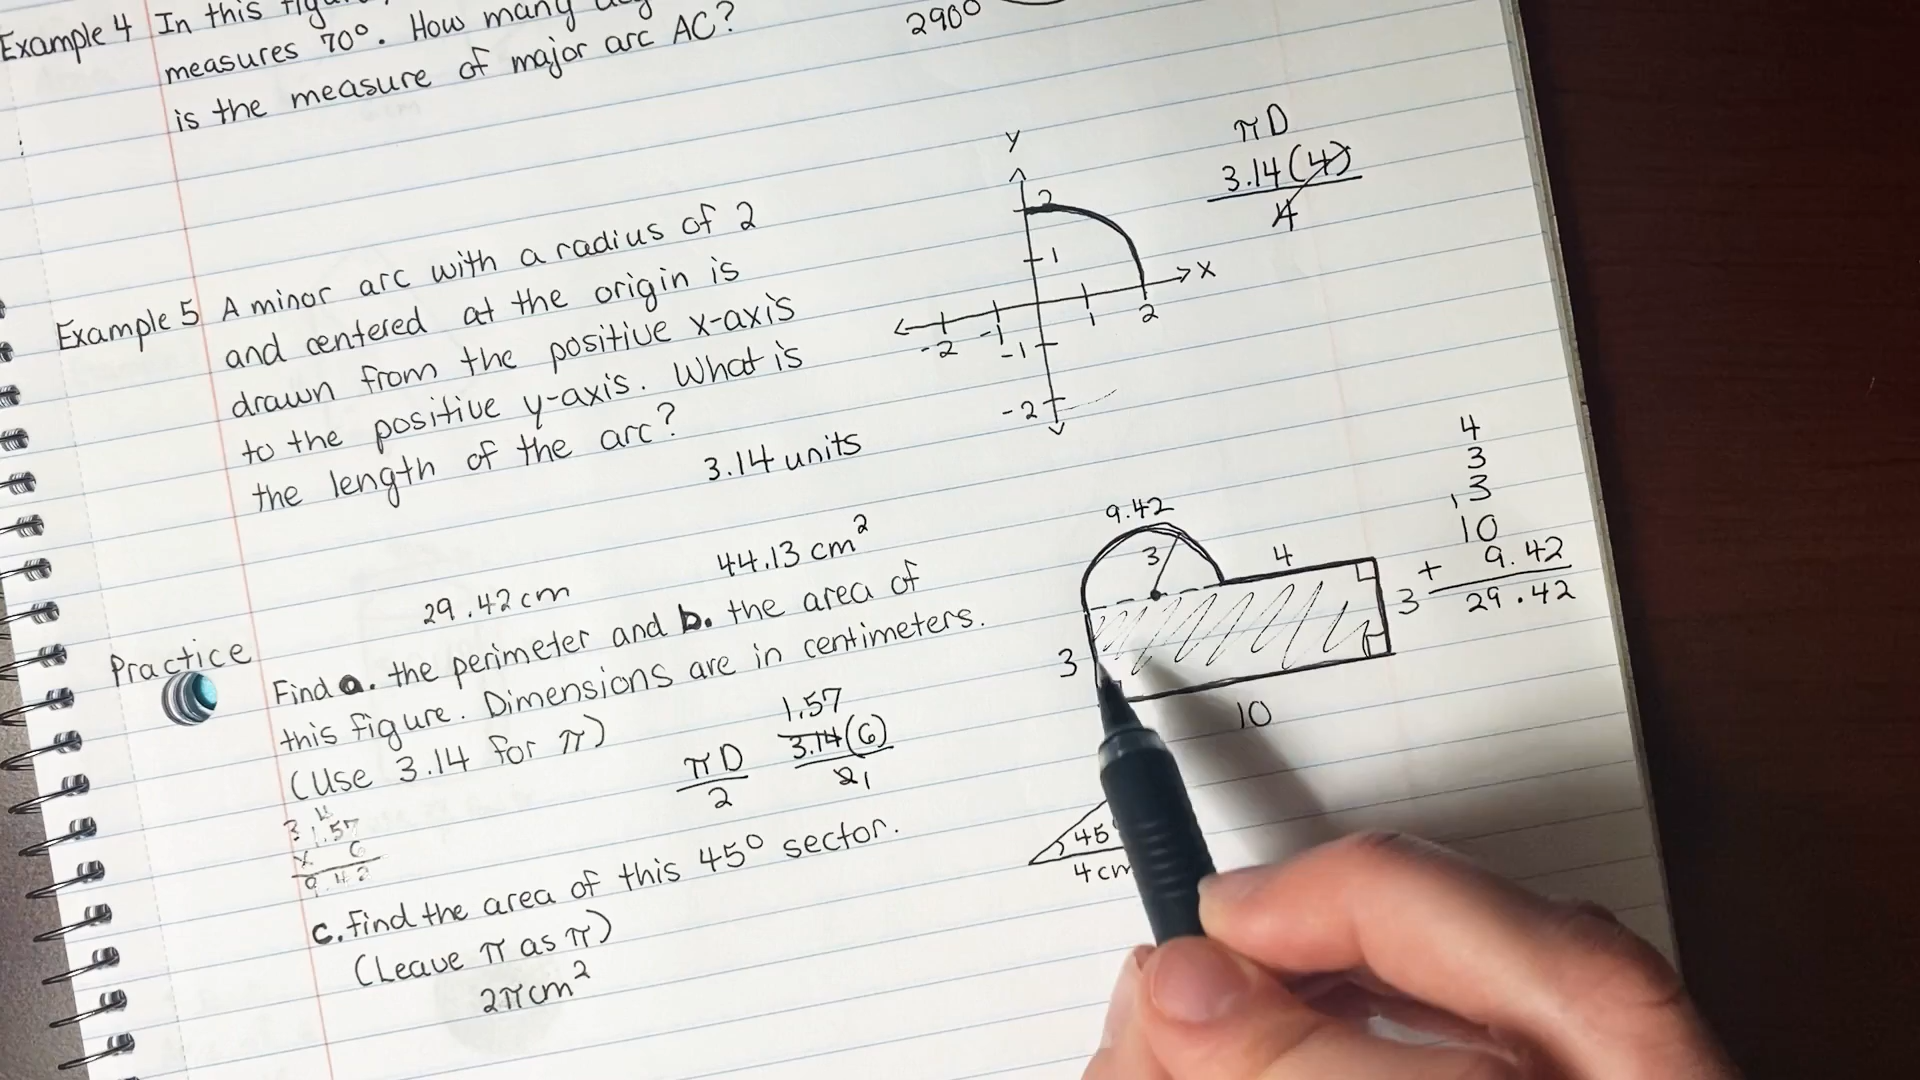 Example 4 In this
measures 70°. How many
is the measure of major arc AC?
290°
Example 5 A minor arc with a radius of 2
and centered at the origin is
drawn from the positive x-axis
to the positive y-axis. What is
the length of the arc?
3.14 units
y
2
1
x
-2 -1 1 2
-1
-2
πD
3.14(4)
4
29.42 cm
44.13 cm²
Practice
Find a. the perimeter and b. the area of
this figure. Dimensions are in centimeters.
(Use 3.14 for π)
πD
2
1.57
3.14(6)
2 1
1.57
x 6
9.42
9.42
3
4
3
3
10
4
3
3
10
+ 9.42
29.42
c. Find the area of this 45° sector.
(Leave π as π)
2π cm²
45
4 cm